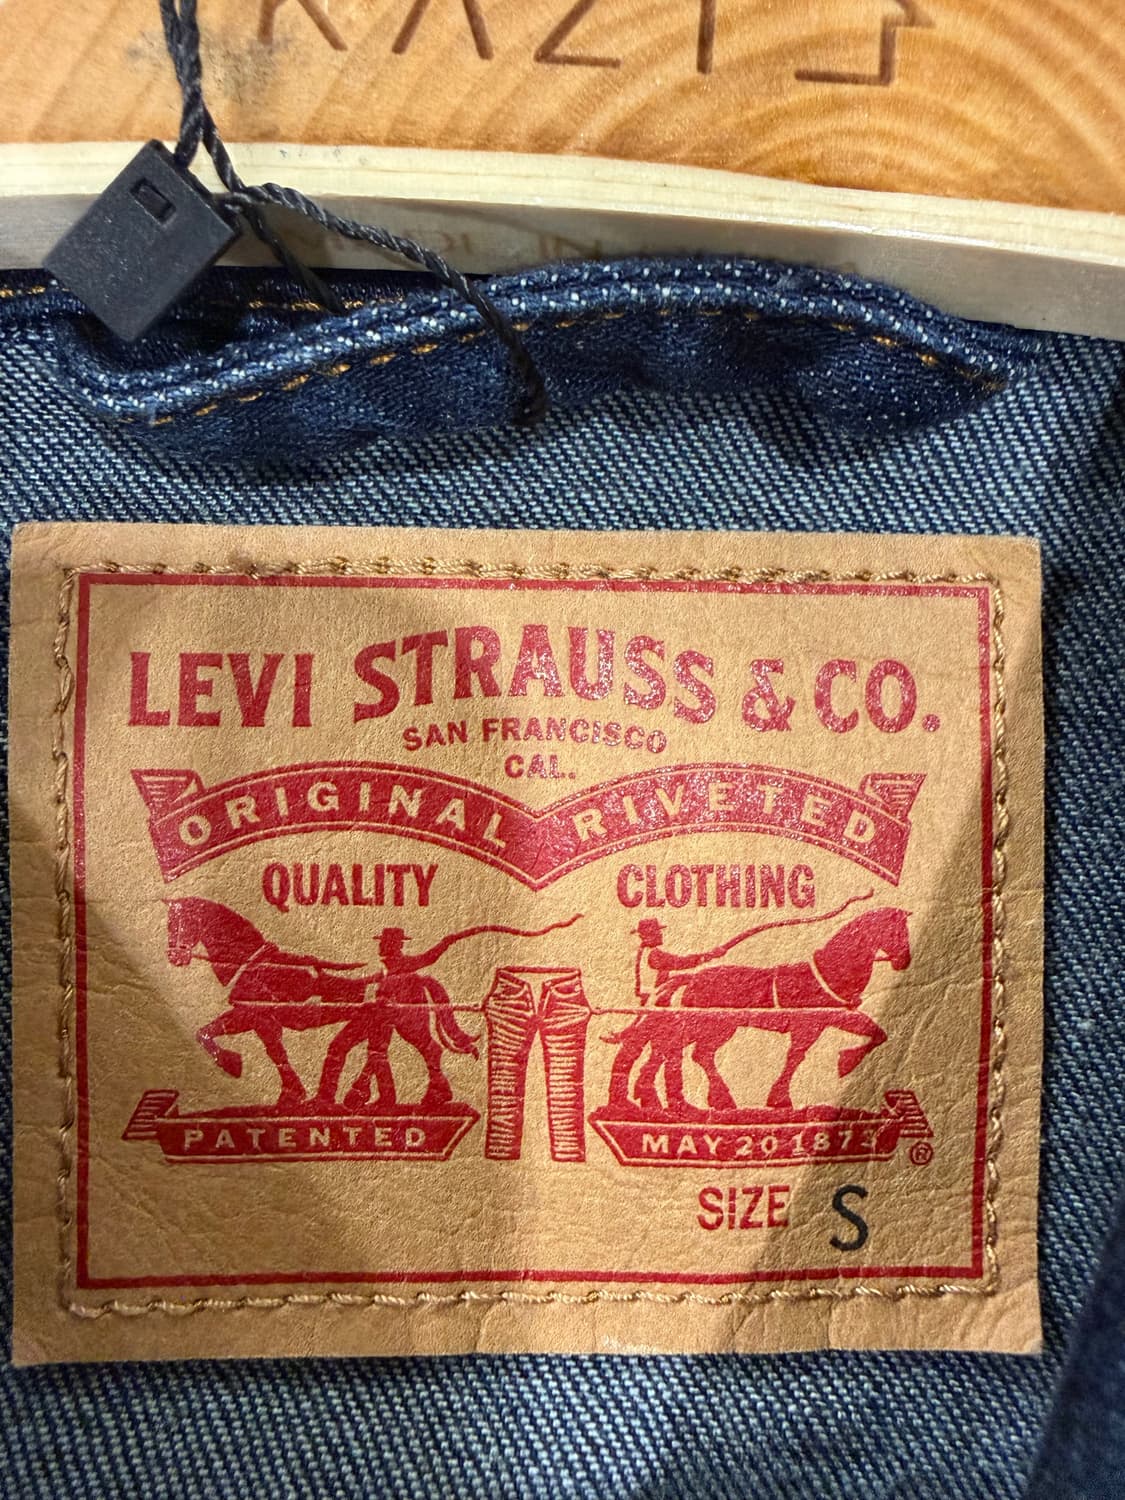 LEVI STRAUSS & CO.
SAN FRANCISCO
CAL.
ORIGINAL RIVETED
QUALITY CLOTHING
PATENTED MAY 20 1873 ®
SIZE S